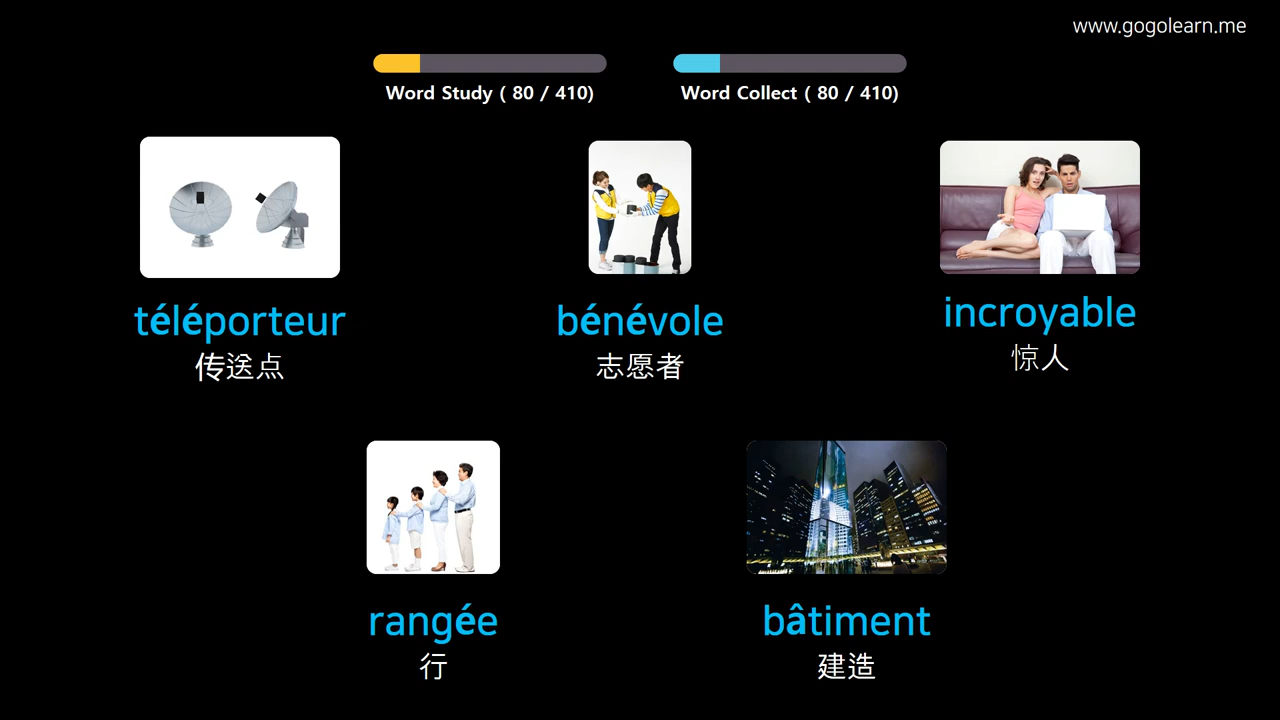 www.gogolearn.me
Word Study ( 80 / 410)
Word Collect ( 80 / 410)
téléporteur
传送点
bénévole
志愿者
incroyable
惊人
rangée
行
bâtiment
建造